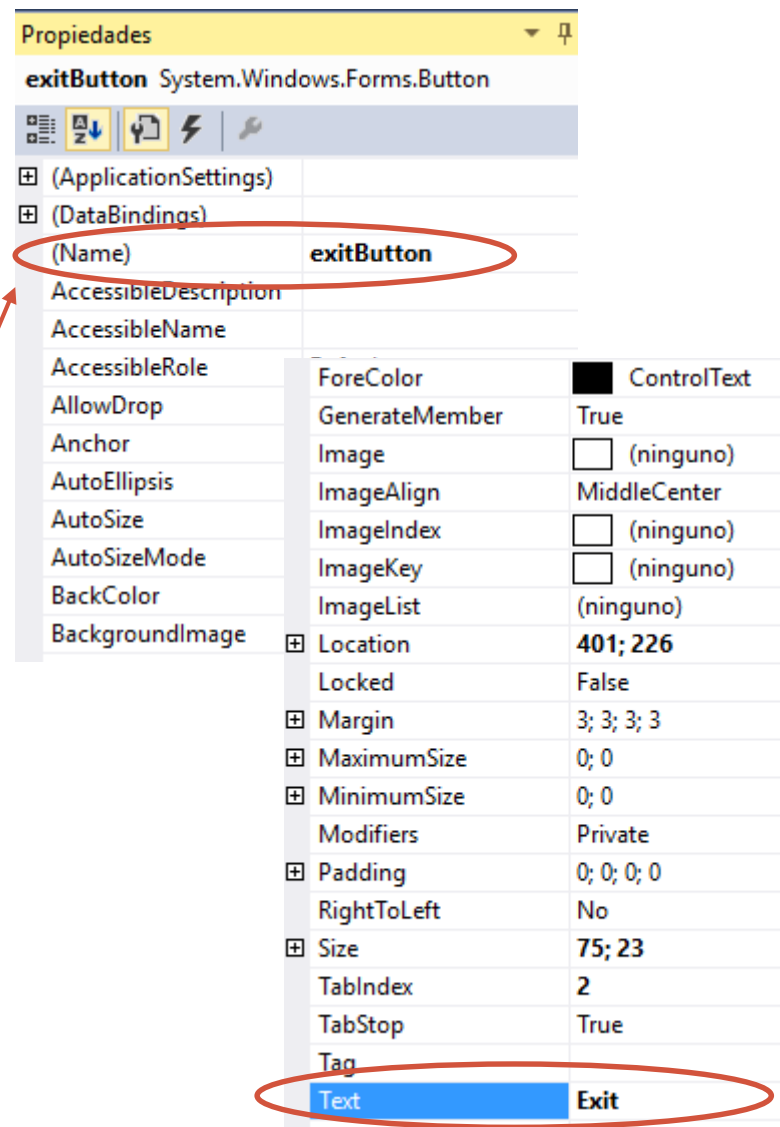 Propiedades
exitButton System.Windows.Forms.Button
(ApplicationSettings)
(DataBindings)
(Name) exitButton
AccessibleDescription
AccessibleName
AccessibleRole
AllowDrop
Anchor
AutoEllipsis
AutoSize
AutoSizeMode
BackColor
BackgroundImage
ForeColor ControlText
GenerateMember True
Image (ninguno)
ImageAlign MiddleCenter
ImageIndex (ninguno)
ImageKey (ninguno)
ImageList (ninguno)
Location 401; 226
Locked False
Margin 3; 3; 3; 3
MaximumSize 0; 0
MinimumSize 0; 0
Modifiers Private
Padding 0; 0; 0; 0
RightToLeft No
Size 75; 23
TabIndex 2
TabStop True
Tag
Text Exit